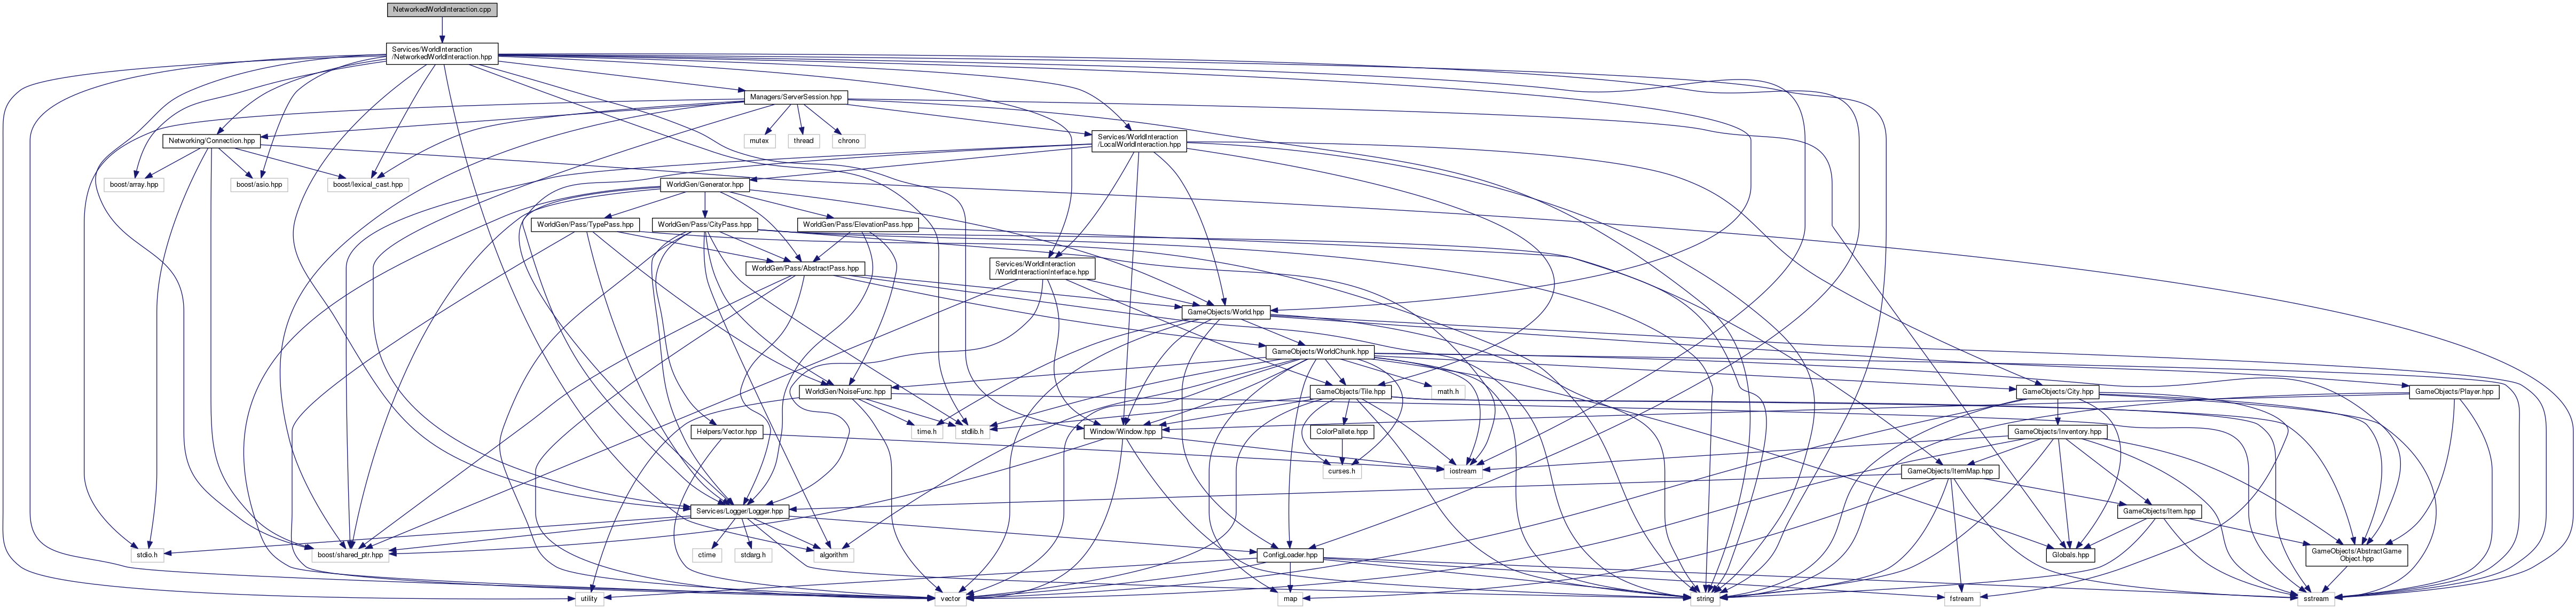 NetworkedWorldInteraction.cpp
Services/WorldInteraction
/NetworkedWorldInteraction.hpp
Managers/ServerSession.hpp
Networking/Connection.hpp
mutex
thread
chrono
Services/WorldInteraction
/LocalWorldInteraction.hpp
boost/array.hpp
boost/asio.hpp
boost/lexical_cast.hpp
WorldGen/Generator.hpp
WorldGen/Pass/TypePass.hpp
WorldGen/Pass/CityPass.hpp
WorldGen/Pass/ElevationPass.hpp
WorldGen/Pass/AbstractPass.hpp
Services/WorldInteraction
/WorldInteractionInterface.hpp
GameObjects/World.hpp
GameObjects/WorldChunk.hpp
WorldGen/NoiseFunc.hpp
GameObjects/Tile.hpp
math.h
GameObjects/City.hpp
GameObjects/Player.hpp
Helpers/Vector.hpp
time.h
stdlib.h
Window/Window.hpp
ColorPallete.hpp
GameObjects/Inventory.hpp
curses.h
iostream
GameObjects/ItemMap.hpp
Services/Logger/Logger.hpp
GameObjects/Item.hpp
stdio.h
boost/shared_ptr.hpp
ctime
stdarg.h
algorithm
ConfigLoader.hpp
Globals.hpp
GameObjects/AbstractGame
Object.hpp
utility
vector
map
string
fstream
sstream